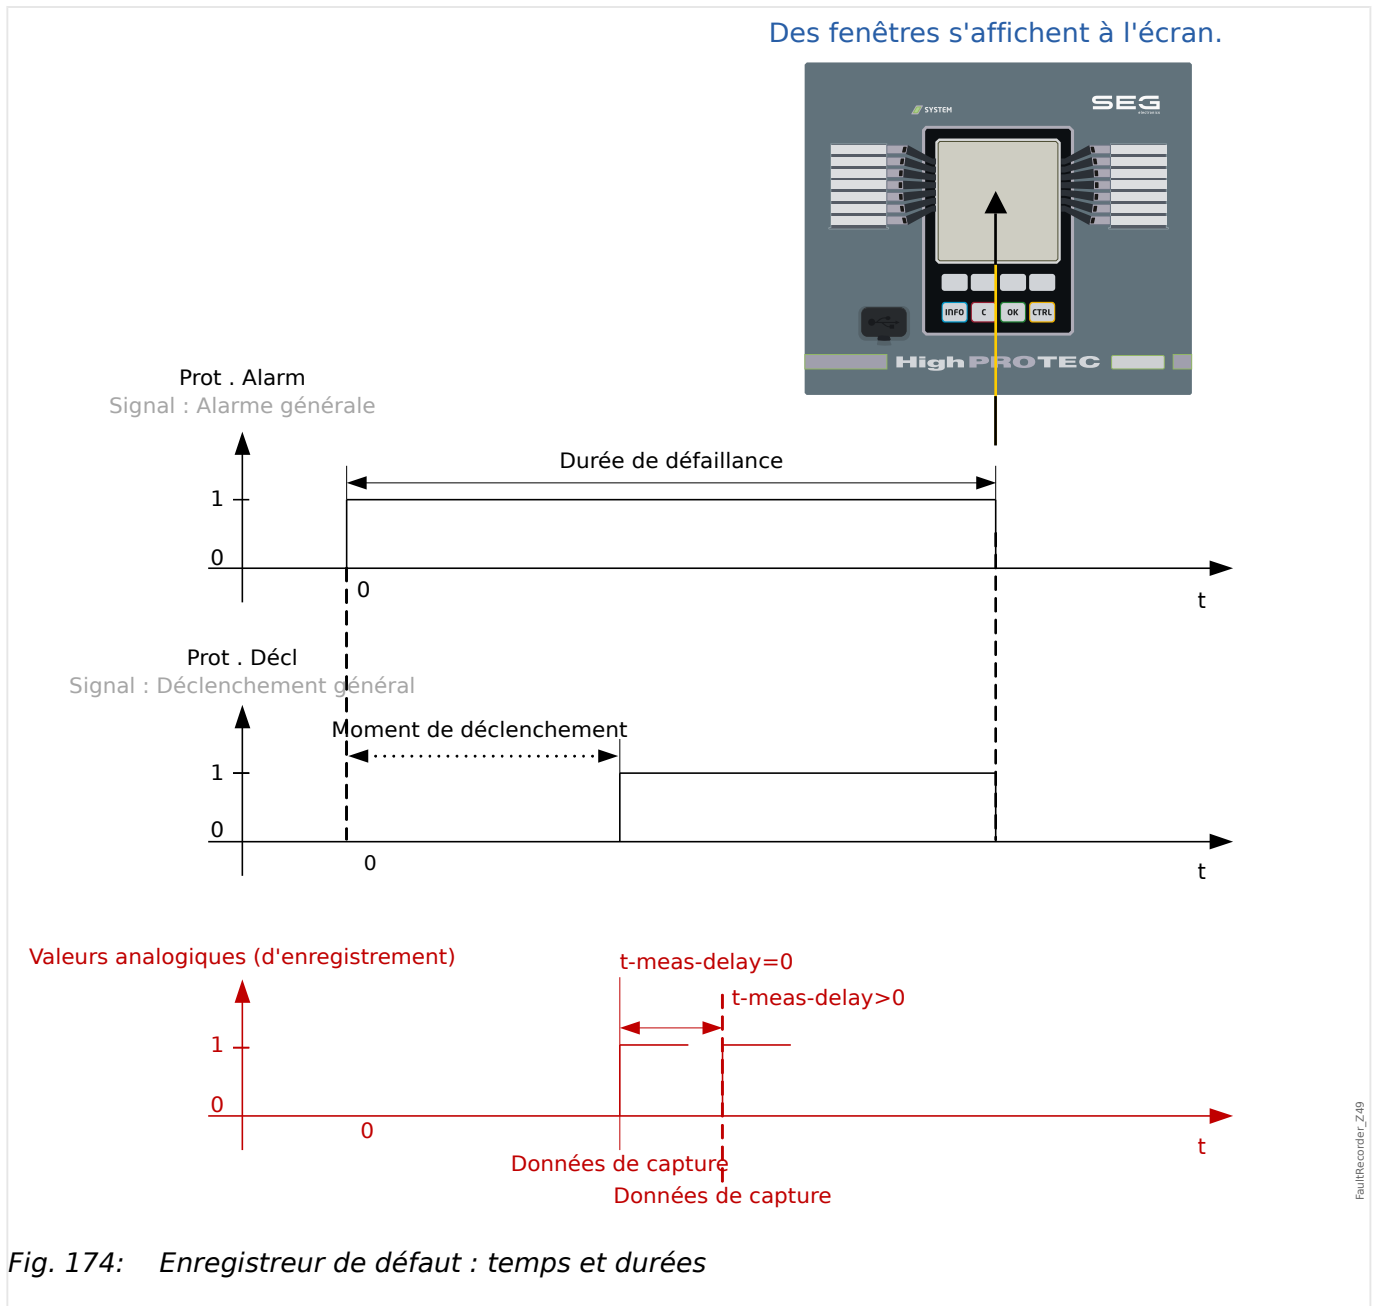 Des fenêtres s'affichent à l'écran.
SYSTEM
SEG
electronics
INFO
C
OK
CTRL
HighPROTEC
Prot . Alarm
Signal : Alarme générale
Durée de défaillance
1
0
0
t
Prot . Décl
Signal : Déclenchement général
Moment de déclenchement
1
0
0
t
Valeurs analogiques (d'enregistrement)
t-meas-delay=0
t-meas-delay>0
1
0
0
t
Données de capture
Données de capture
FaultRecorder_Z49
Fig. 174: Enregistreur de défaut : temps et durées